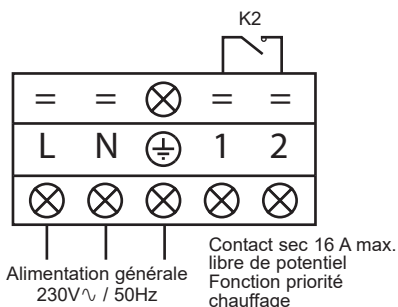 K2
= = = =
L N 1 2
Alimentation générale
230V∿ / 50Hz
Contact sec 16 A max.
libre de potentiel
Fonction priorité
chauffage